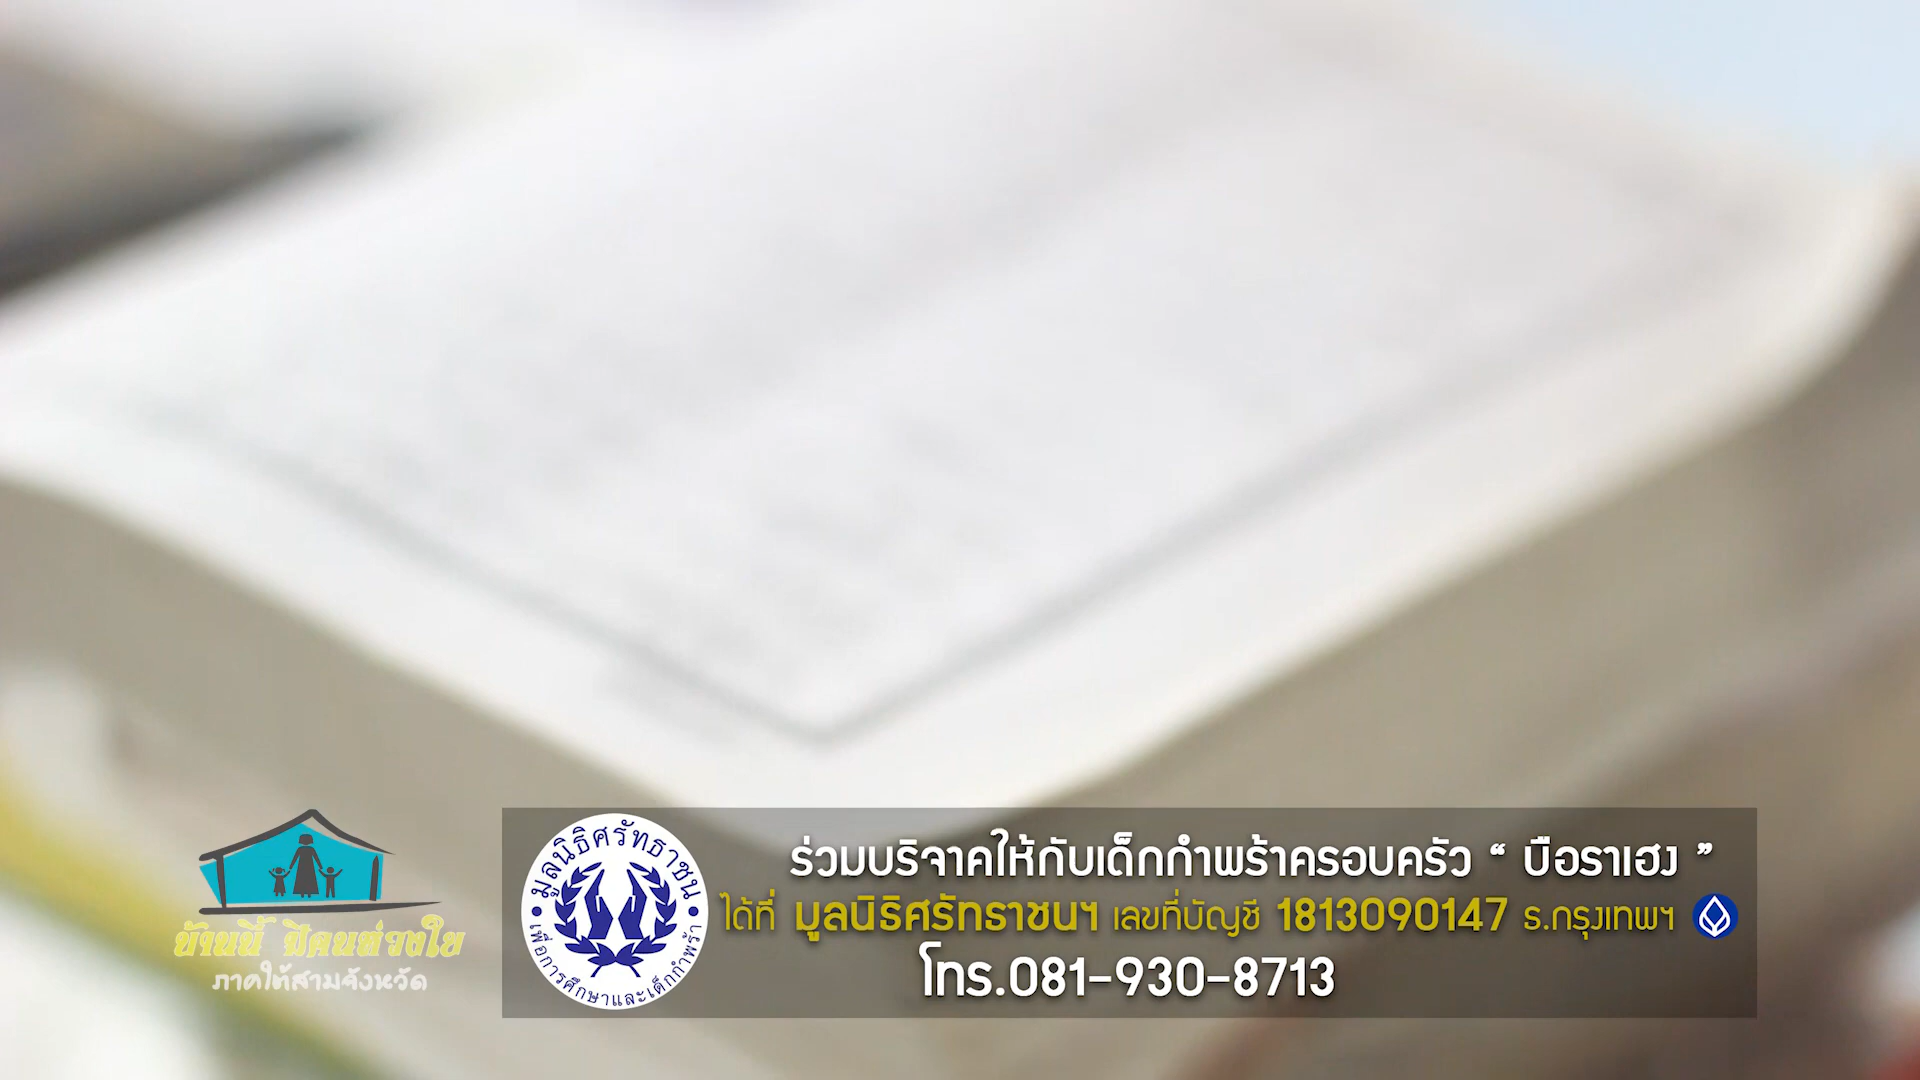 บ้านนี้ มีคนห่วงใย
ภาคใต้สามจังหวัด
มูลนิธิศรัทธาชน
เพื่อการศึกษาและเด็กกำพร้า
ร่วมบริจาคให้กับเด็กกำพร้าครอบครัว “ บือราเฮง ”
ได้ที่ มูลนิธิศรัทธาชนฯ เลขที่บัญชี 1813090147 ธ.กรุงเทพฯ
โทร.081-930-8713